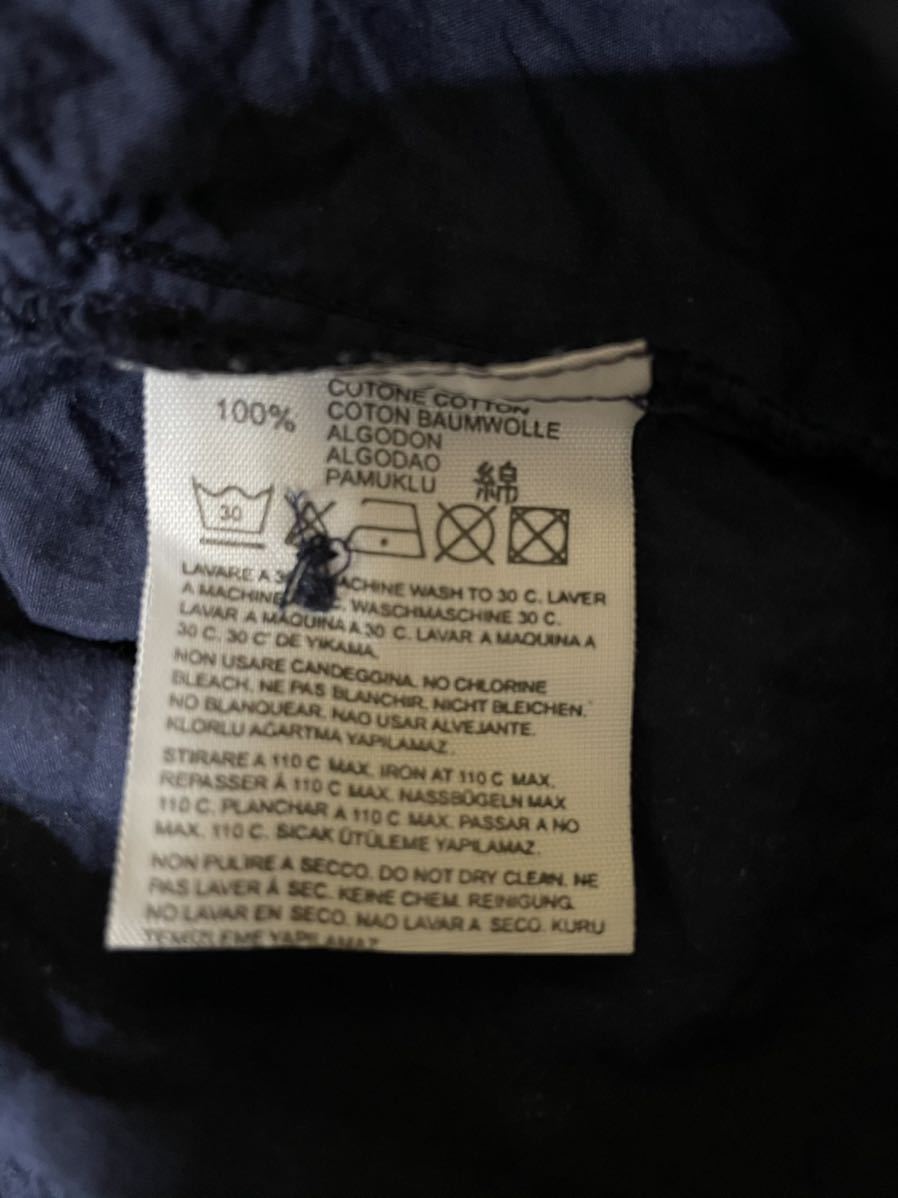 COTONE COTTON
100% COTON BAUMWOLLE
ALGODON
ALGODAO
PAMUKLU 綿
30
LAVARE A MACHINE WASH TO 30 C. LAVER
A MACHINE C. WASCHMASCHINE 30 C.
LAVAR A MAQUINA A 30 C. LAVAR A MAQUINA A
30 C. 30 C° DE YIKAMA.
NON USARE CANDEGGINA. NO CHLORINE
BLEACH. NE PAS BLANCHIR. NICHT BLEICHEN.
NO BLANQUEAR. NAO USAR ALVEJANTE.
KLORLU AĞARTMA YAPILAMAZ.
STIRARE A 110 C MAX. IRON AT 110 C MAX.
REPASSER À 110 C MAX. NASSBÜGELN MAX
110 C. PLANCHAR A 110 C MAX. PASSAR A NO
MAX. 110 C. SICAK ÜTÜLEME YAPILAMAZ.
NON PULIRE A SECCO. DO NOT DRY CLEAN. NE
PAS LAVER Á SEC. KEINE CHEM. REINIGUNG.
NO LAVAR EN SECO. NAO LAVAR A SECO. KURU
TEMIZLEME YAPILAMAZ